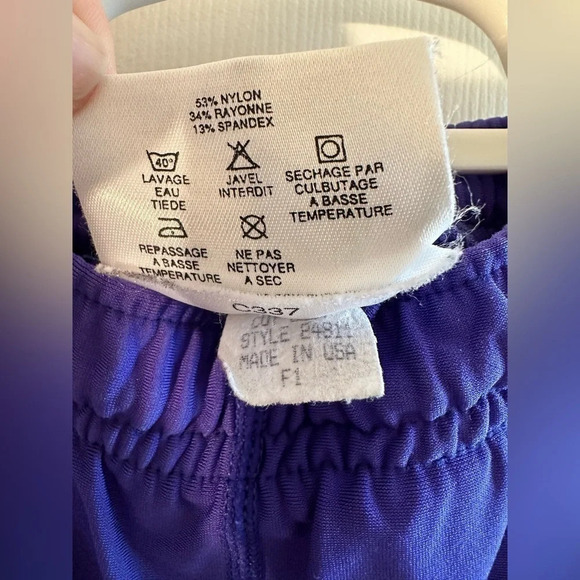 53% NYLON
34% RAYONNE
13% SPANDEX
40°
LAVAGE
EAU
TIEDE
JAVEL
INTERDIT
SECHAGE PAR
CULBUTAGE
A BASSE
TEMPERATURE
REPASSAGE
A BASSE
TEMPERATURE
NE PAS
NETTOYER
A SEC
C337
STYLE 24811
MADE IN USA
F1